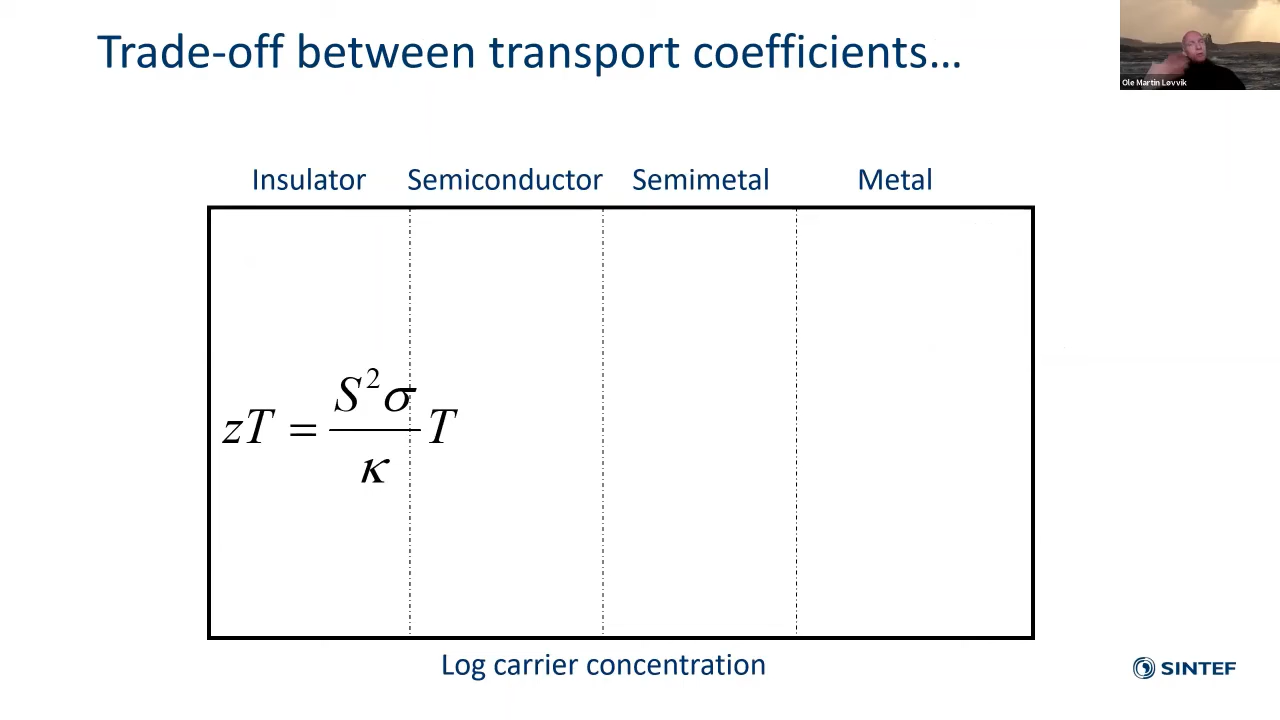 Trade-off between transport coefficients…
Ole Martin Løvvik
Insulator Semiconductor Semimetal Metal
zT = S²σ/κ T
Log carrier concentration
SINTEF